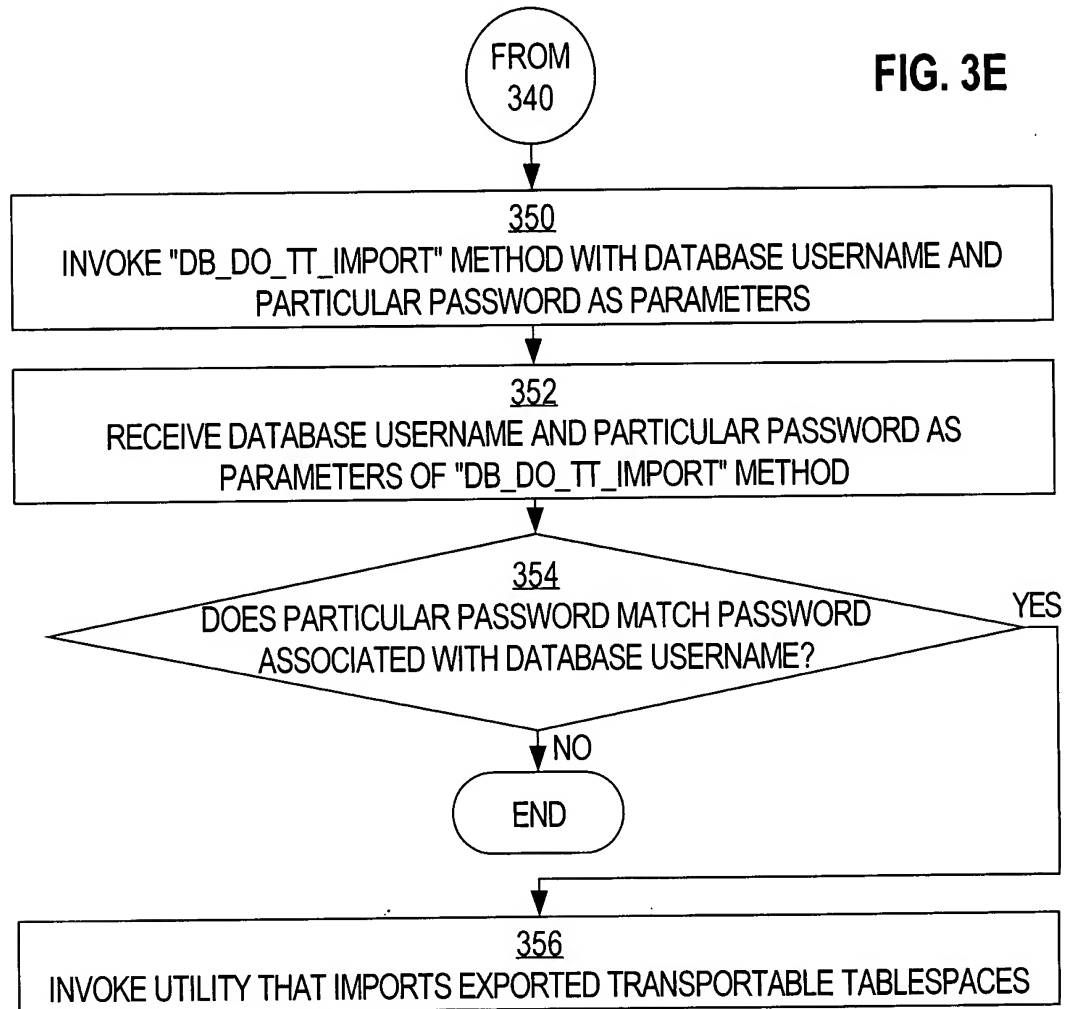 FROM
340
FIG. 3E
350
INVOKE "DB_DO_TT_IMPORT" METHOD WITH DATABASE USERNAME AND
PARTICULAR PASSWORD AS PARAMETERS
352
RECEIVE DATABASE USERNAME AND PARTICULAR PASSWORD AS
PARAMETERS OF "DB_DO_TT_IMPORT" METHOD
354
DOES PARTICULAR PASSWORD MATCH PASSWORD
ASSOCIATED WITH DATABASE USERNAME?
YES
NO
END
356
INVOKE UTILITY THAT IMPORTS EXPORTED TRANSPORTABLE TABLESPACES